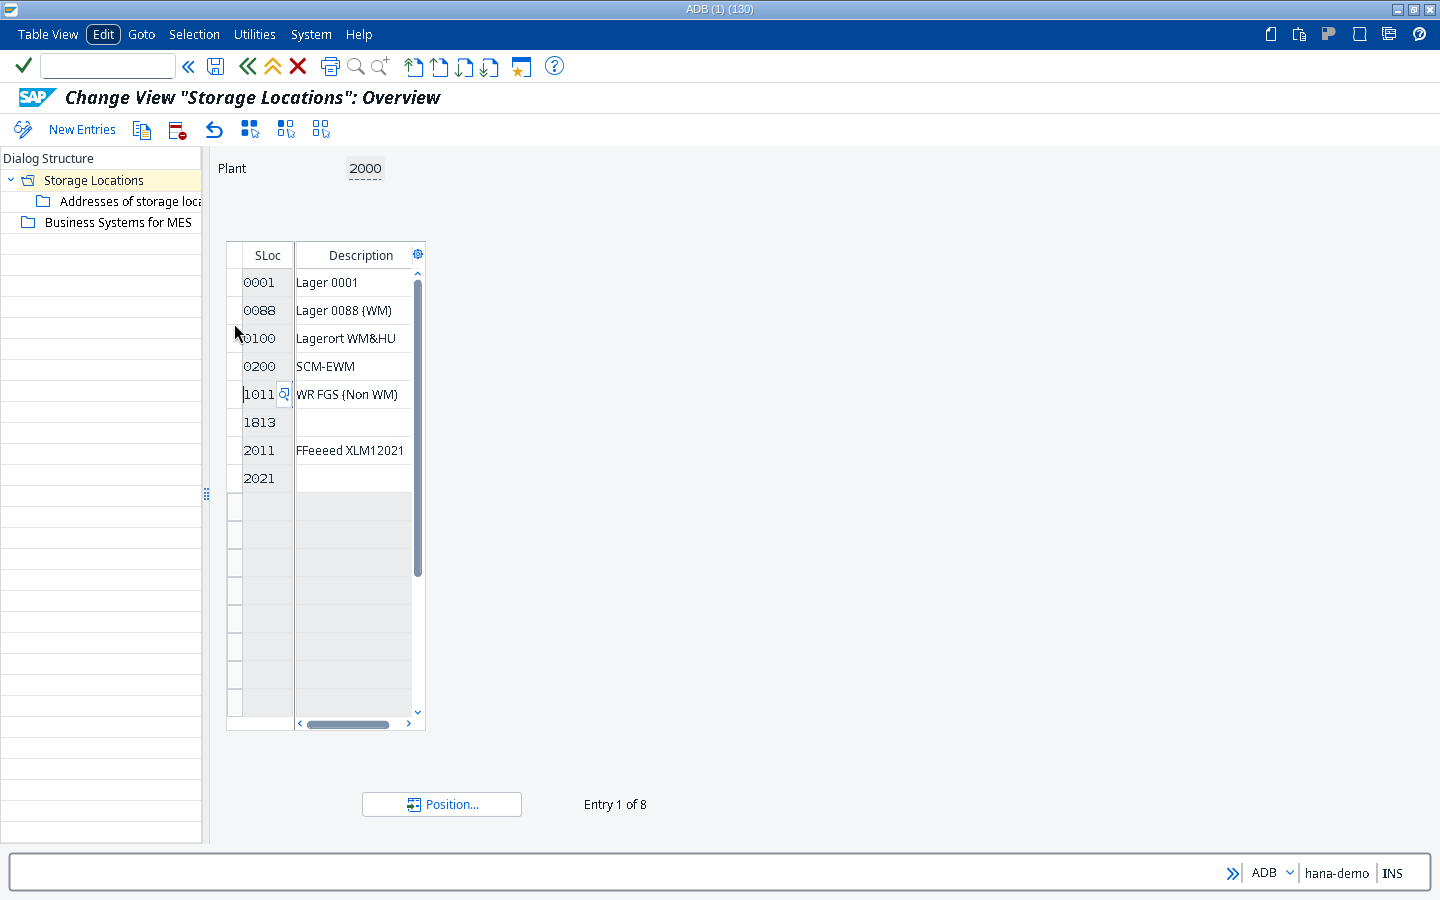 ADB (1) (130)
Table View Edit Goto Selection Utilities System Help
SAP Change View "Storage Locations": Overview
New Entries
Dialog Structure
Storage Locations
Addresses of storage loca
Business Systems for MES
Plant 2000
SLoc Description
0001 Lager 0001
0088 Lager 0088 (WM)
0100 Lagerort WM&HU
0200 SCM-EWM
1011 WR FGS (Non WM)
1813
2011 FFeeeed XLM12021
2021
Position... Entry 1 of 8
ADB hana-demo INS